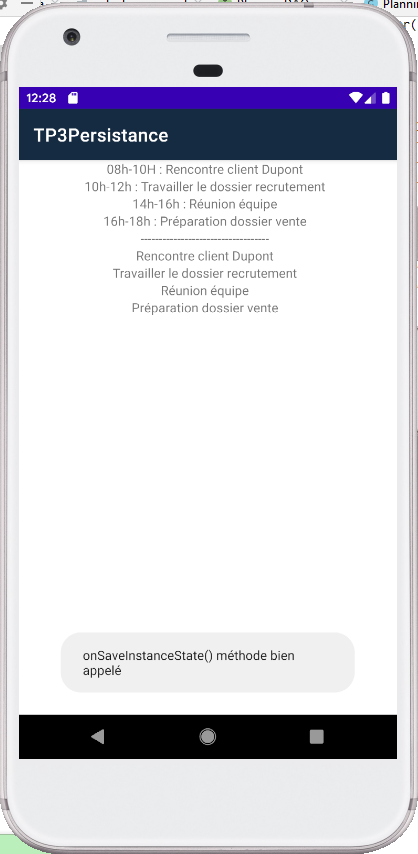 Planni
12:28
TP3Persistance
08h-10H : Rencontre client Dupont
10h-12h : Travailler le dossier recrutement
14h-16h : Réunion équipe
16h-18h : Préparation dossier vente
-----------------------------------
Rencontre client Dupont
Travailler le dossier recrutement
Réunion équipe
Préparation dossier vente
onSaveInstanceState() méthode bien
appelé